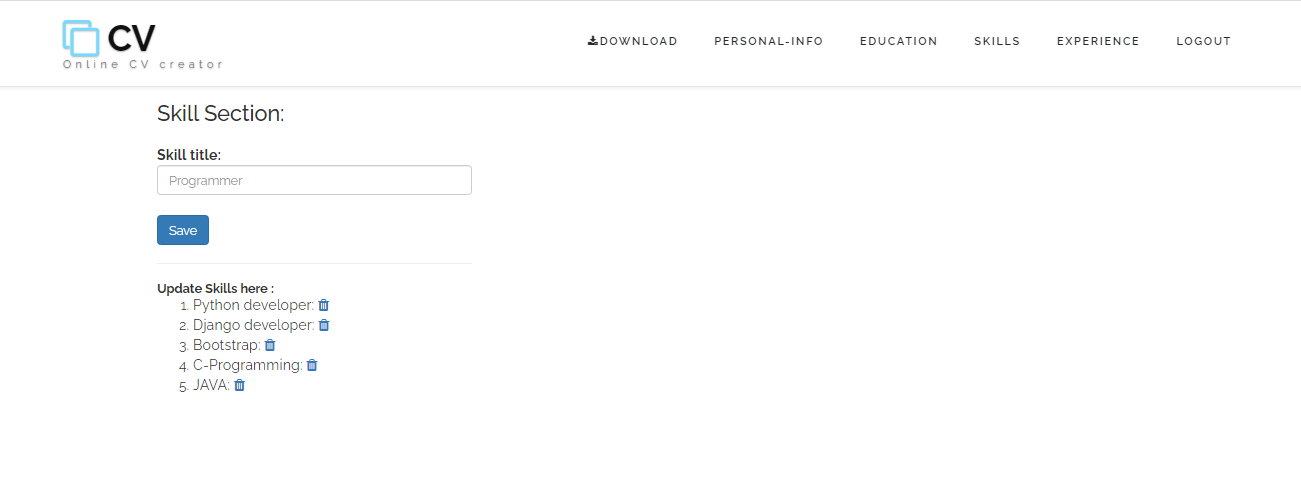 CV
Online CV creator
DOWNLOAD PERSONAL-INFO EDUCATION SKILLS EXPERIENCE LOGOUT
Skill Section:
Skill title:
Programmer
Save
Update Skills here :
1. Python developer:
2. Django developer:
3. Bootstrap:
4. C-Programming:
5. JAVA: